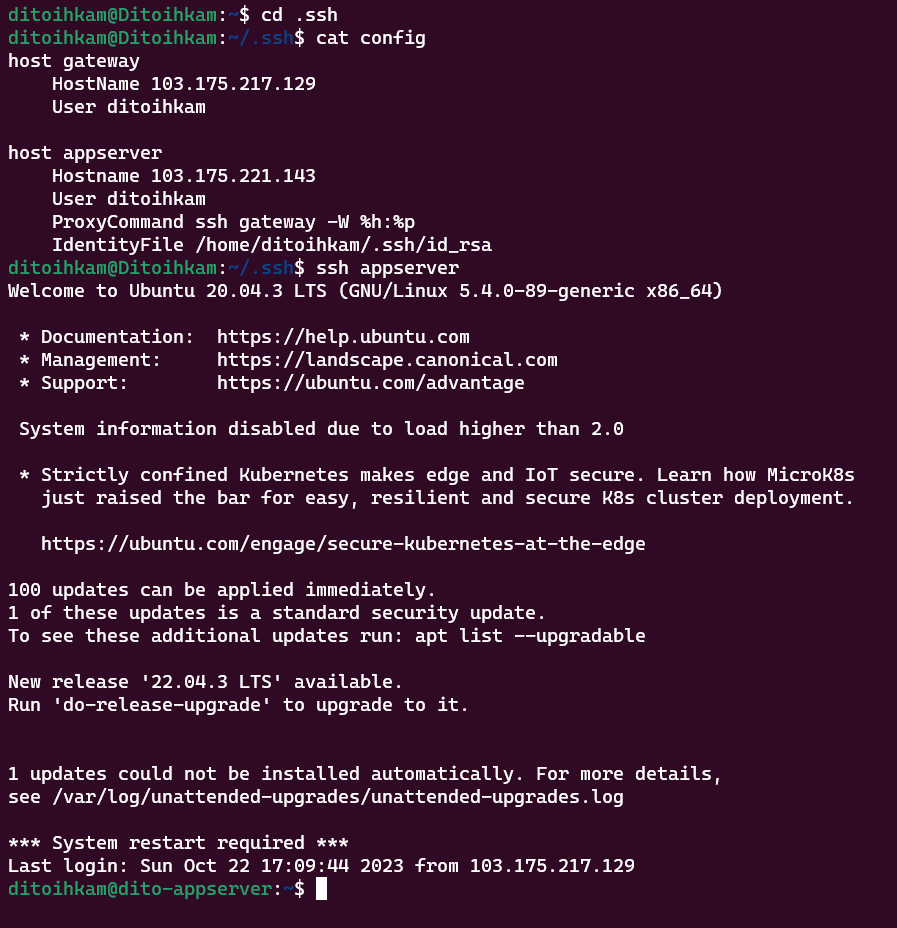 ditoihkam@Ditoihkam:~$ cd .ssh
ditoihkam@Ditoihkam:~/.ssh$ cat config
host gateway
    HostName 103.175.217.129
    User ditoihkam

host appserver
    Hostname 103.175.221.143
    User ditoihkam
    ProxyCommand ssh gateway -W %h:%p
    IdentityFile /home/ditoihkam/.ssh/id_rsa
ditoihkam@Ditoihkam:~/.ssh$ ssh appserver
Welcome to Ubuntu 20.04.3 LTS (GNU/Linux 5.4.0-89-generic x86_64)

 * Documentation:  https://help.ubuntu.com
 * Management:     https://landscape.canonical.com
 * Support:        https://ubuntu.com/advantage

 System information disabled due to load higher than 2.0

 * Strictly confined Kubernetes makes edge and IoT secure. Learn how MicroK8s
   just raised the bar for easy, resilient and secure K8s cluster deployment.

   https://ubuntu.com/engage/secure-kubernetes-at-the-edge

100 updates can be applied immediately.
1 of these updates is a standard security update.
To see these additional updates run: apt list --upgradable

New release '22.04.3 LTS' available.
Run 'do-release-upgrade' to upgrade to it.


1 updates could not be installed automatically. For more details,
see /var/log/unattended-upgrades/unattended-upgrades.log

*** System restart required ***
Last login: Sun Oct 22 17:09:44 2023 from 103.175.217.129
ditoihkam@dito-appserver:~$